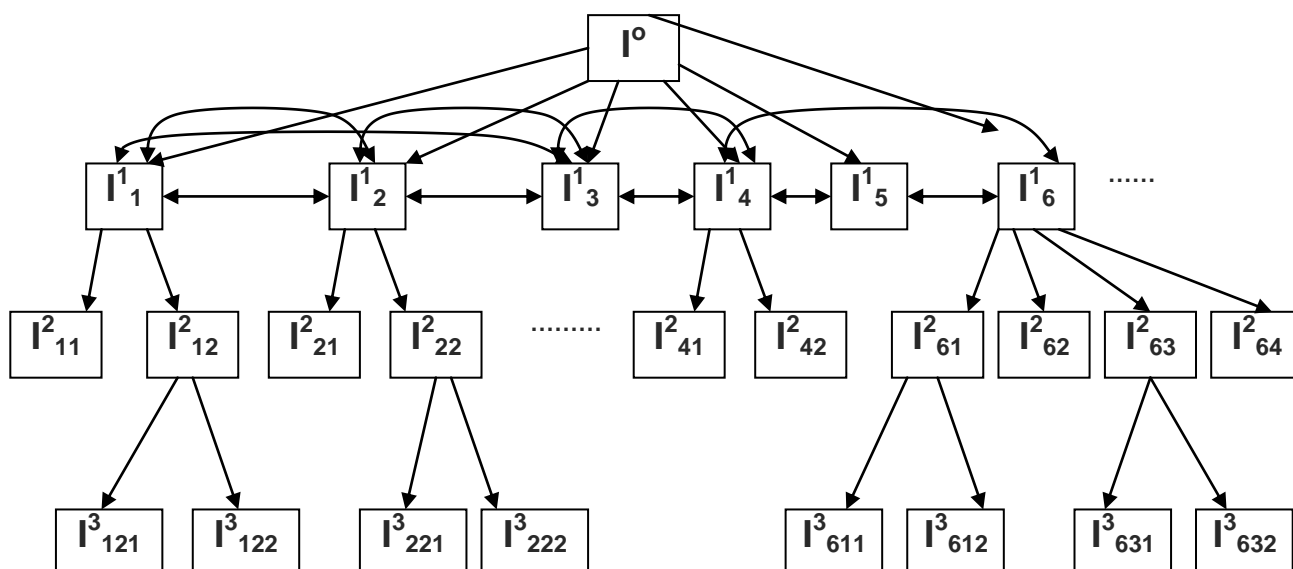 I°
I¹₁ I¹₂ I¹₃ I¹₄ I¹₅ I¹₆ ......
I²₁₁ I²₁₂ I²₂₁ I²₂₂ ......... I²₄₁ I²₄₂ I²₆₁ I²₆₂ I²₆₃ I²₆₄
I³₁₂₁ I³₁₂₂ I³₂₂₁ I³₂₂₂ I³₆₁₁ I³₆₁₂ I³₆₃₁ I³₆₃₂